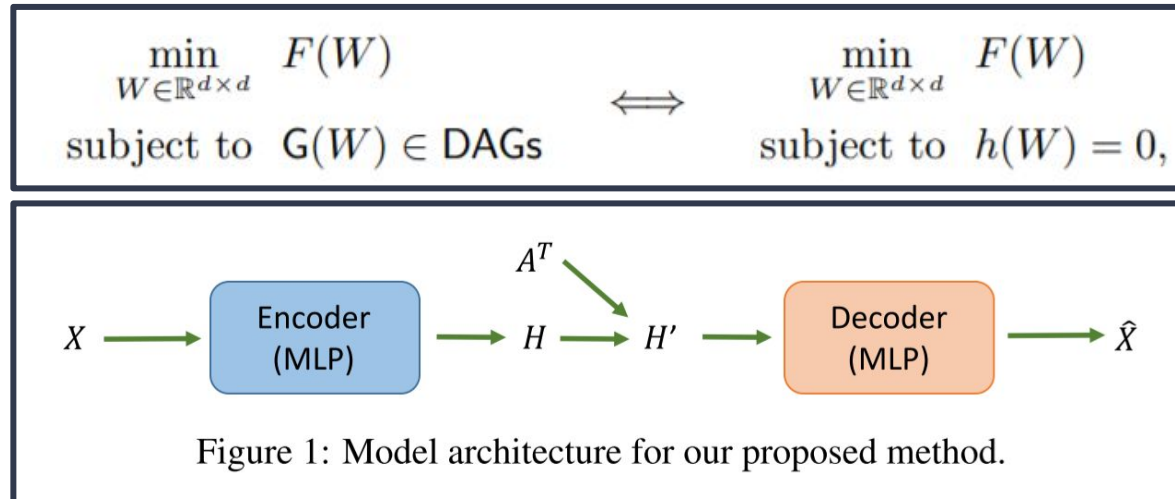 min F(W) ⟺ min F(W)
W∈ℝ^{d×d} W∈ℝ^{d×d}
subject to G(W) ∈ DAGs subject to h(W) = 0,
A^T
X Encoder (MLP) H H′ Decoder (MLP) X̂
Figure 1: Model architecture for our proposed method.